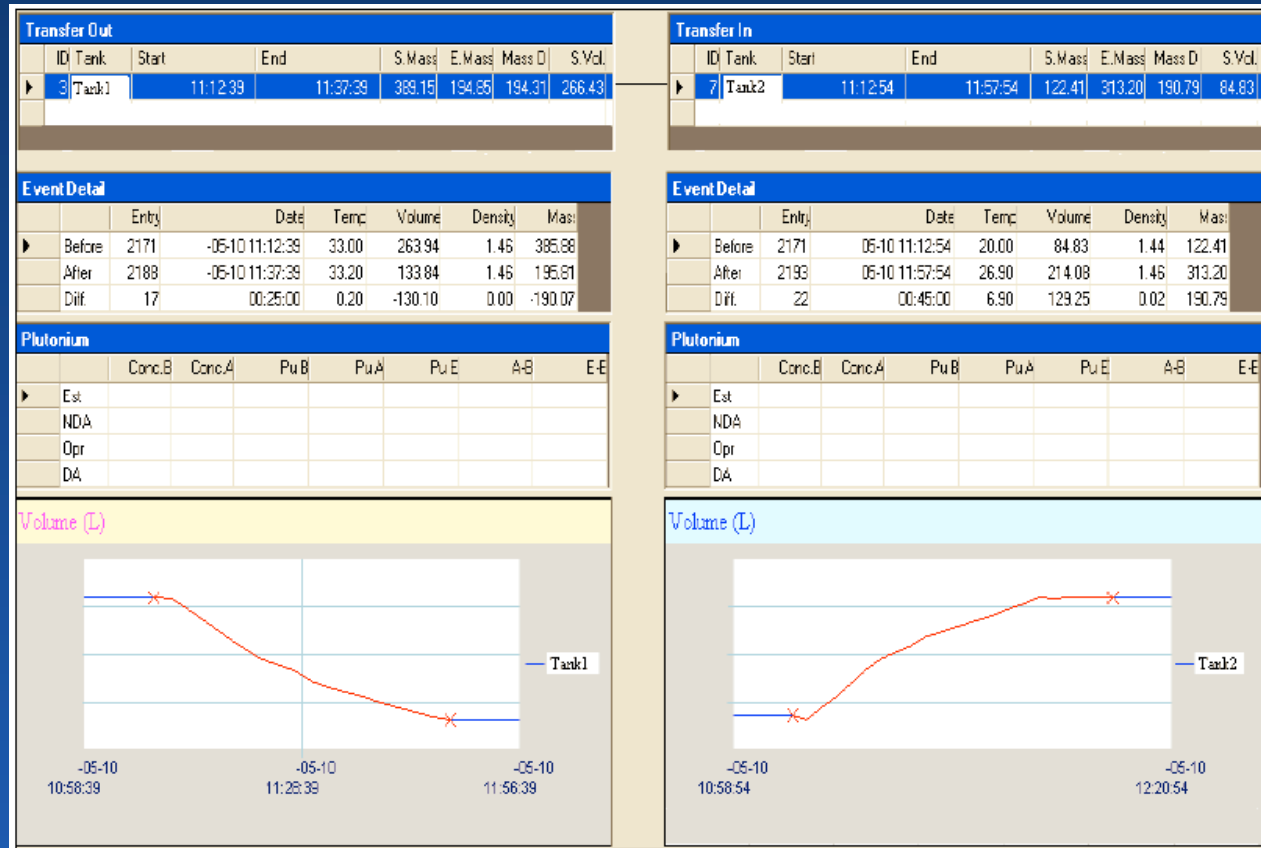 Transfer Out
ID Tank Start End S.Mass E.Mass Mass D S.Vol.
3 Tank1 11:12:39 11:37:39 389.15 194.85 194.31 266.43
Event Detail
Entry Date Temp Volume Density Mass
Before 2171 -05-10 11:12:39 33.00 263.94 1.46 385.88
After 2188 -05-10 11:37:39 33.20 133.84 1.46 195.81
Diff. 17 00:25:00 0.20 -130.10 0.00 -190.07
Plutonium
Conc.B Conc.A Pu B Pu A Pu E A-B E-E
Est
NDA
Opr
DA
Volume (L)
Tank1
-05-10 -05-10 -05-10
10:58:39 11:28:39 11:56:39
Transfer In
ID Tank Start End S.Mass E.Mass Mass D S.Vol.
7 Tank2 11:12:54 11:57:54 122.41 313.20 190.79 84.83
Event Detail
Entry Date Temp Volume Density Mas
Before 2171 05-10 11:12:54 20.00 84.83 1.44 122.41
After 2193 05-10 11:57:54 26.90 214.08 1.46 313.20
Diff. 22 00:45:00 6.90 129.25 0.02 190.79
Plutonium
Conc.B Conc.A Pu B Pu A Pu E A-B E-E
Est
NDA
Opr
DA
Volume (L)
Tank2
-05-10 -05-10
10:58:54 12:20:54